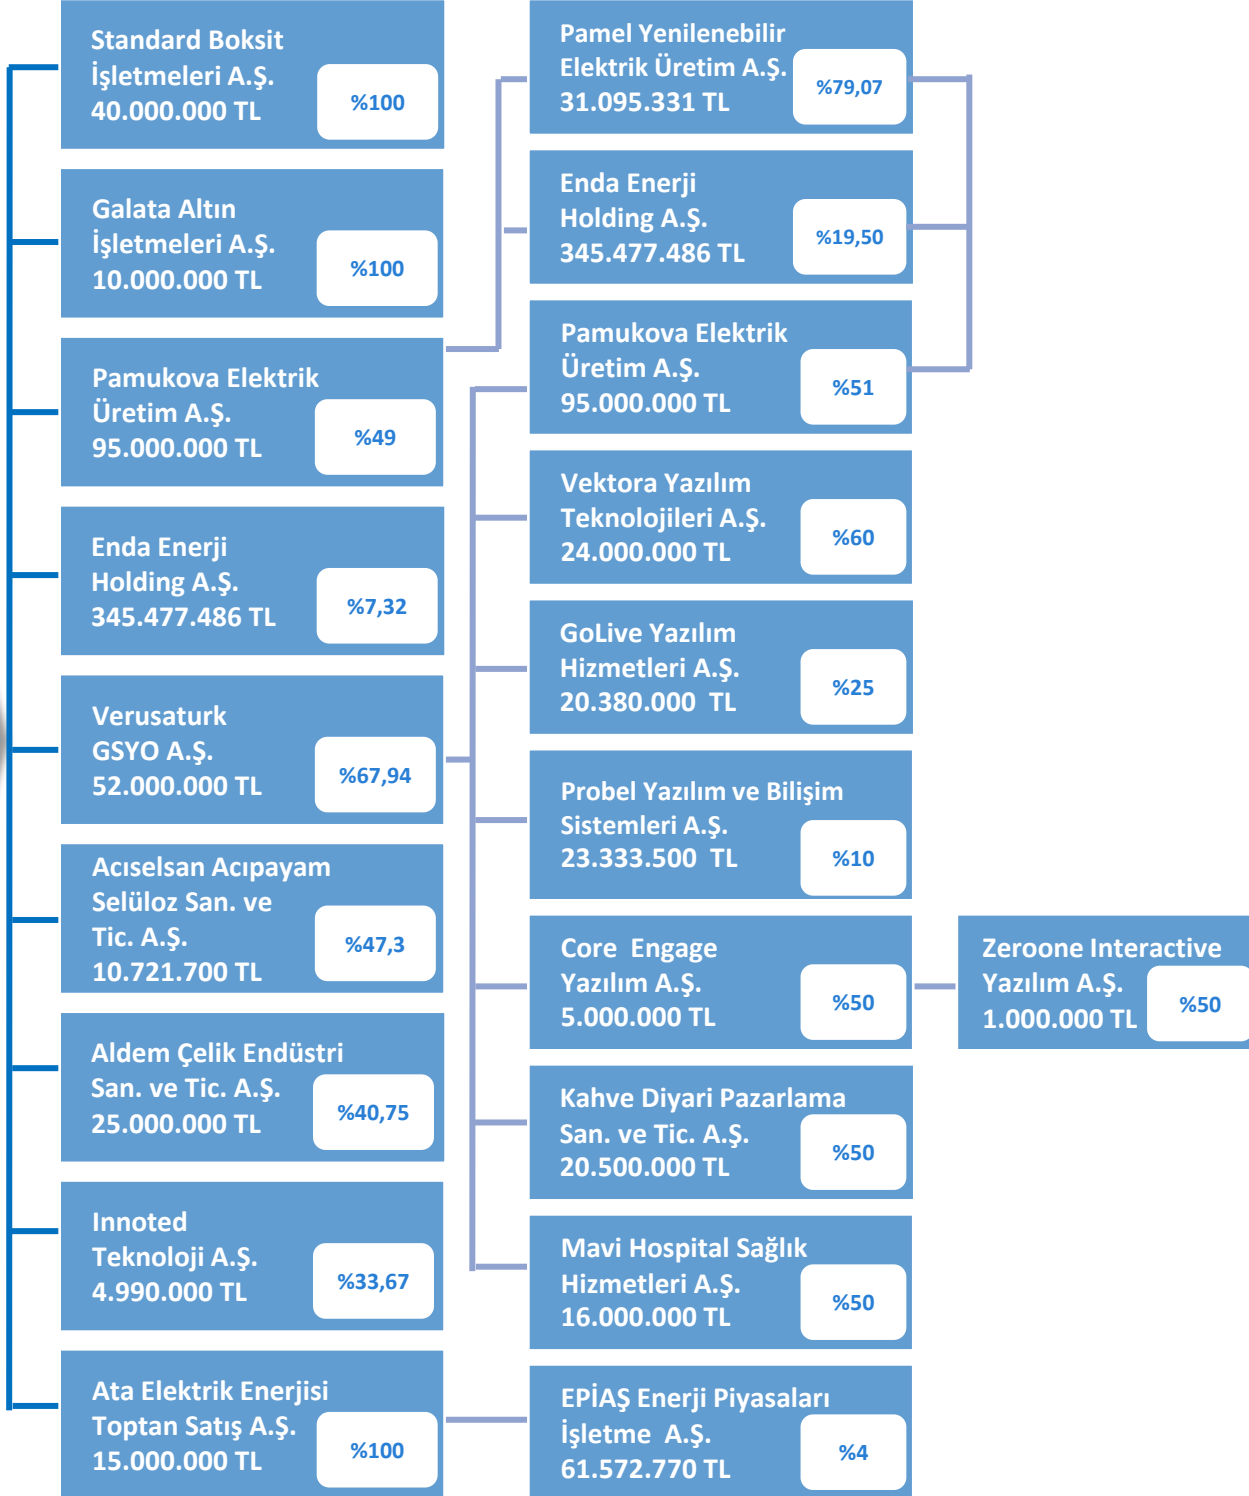 Standard Boksit
İşletmeleri A.Ş.
40.000.000 TL
%100
Galata Altın
İşletmeleri A.Ş.
10.000.000 TL
%100
Pamukova Elektrik
Üretim A.Ş.
95.000.000 TL
%49
Enda Enerji
Holding A.Ş.
345.477.486 TL
%7,32
Verusaturk
GSYO A.Ş.
52.000.000 TL
%67,94
Acıselsan Acıpayam
Selüloz San. ve
Tic. A.Ş.
10.721.700 TL
%47,3
Aldem Çelik Endüstri
San. ve Tic. A.Ş.
25.000.000 TL
%40,75
Innoted
Teknoloji A.Ş.
4.990.000 TL
%33,67
Ata Elektrik Enerjisi
Toptan Satış A.Ş.
15.000.000 TL
%100
Pamel Yenilenebilir
Elektrik Üretim A.Ş.
31.095.331 TL
%79,07
Enda Enerji
Holding A.Ş.
345.477.486 TL
%19,50
Pamukova Elektrik
Üretim A.Ş.
95.000.000 TL
%51
Vektora Yazılım
Teknolojileri A.Ş.
24.000.000 TL
%60
GoLive Yazılım
Hizmetleri A.Ş.
20.380.000 TL
%25
Probel Yazılım ve Bilişim
Sistemleri A.Ş.
23.333.500 TL
%10
Core Engage
Yazılım A.Ş.
5.000.000 TL
%50
Kahve Diyari Pazarlama
San. ve Tic. A.Ş.
20.500.000 TL
%50
Mavi Hospital Sağlık
Hizmetleri A.Ş.
16.000.000 TL
%50
EPİAŞ Enerji Piyasaları
İşletme A.Ş.
61.572.770 TL
%4
Zeroone Interactive
Yazılım A.Ş.
1.000.000 TL
%50